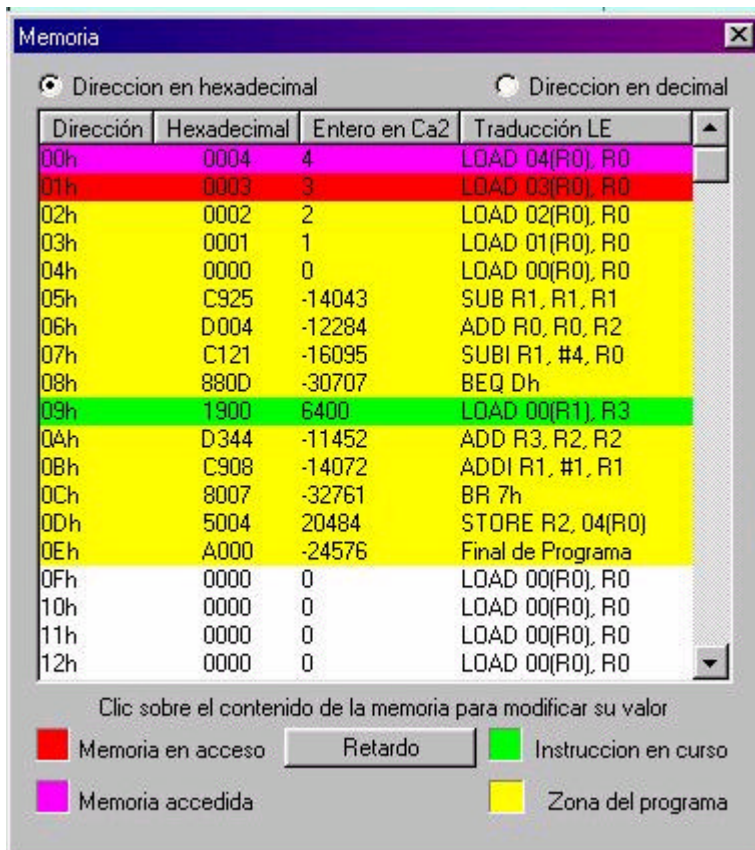 Memoria
Direccion en hexadecimal Direccion en decimal
Dirección Hexadecimal Entero en Ca2 Traducción LE
00h 0004 4 LOAD 04(R0), R0
01h 0003 3 LOAD 03(R0), R0
02h 0002 2 LOAD 02(R0), R0
03h 0001 1 LOAD 01(R0), R0
04h 0000 0 LOAD 00(R0), R0
05h C925 -14043 SUB R1, R1, R1
06h D004 -12284 ADD R0, R0, R2
07h C121 -16095 SUBI R1, #4, R0
08h 880D -30707 BEQ Dh
09h 1900 6400 LOAD 00(R1), R3
0Ah D344 -11452 ADD R3, R2, R2
0Bh C908 -14072 ADDI R1, #1, R1
0Ch 8007 -32761 BR 7h
0Dh 5004 20484 STORE R2, 04(R0)
0Eh A000 -24576 Final de Programa
0Fh 0000 0 LOAD 00(R0), R0
10h 0000 0 LOAD 00(R0), R0
11h 0000 0 LOAD 00(R0), R0
12h 0000 0 LOAD 00(R0), R0
Clic sobre el contenido de la memoria para modificar su valor
Memoria en acceso Retardo Instruccion en curso
Memoria accedida Zona del programa